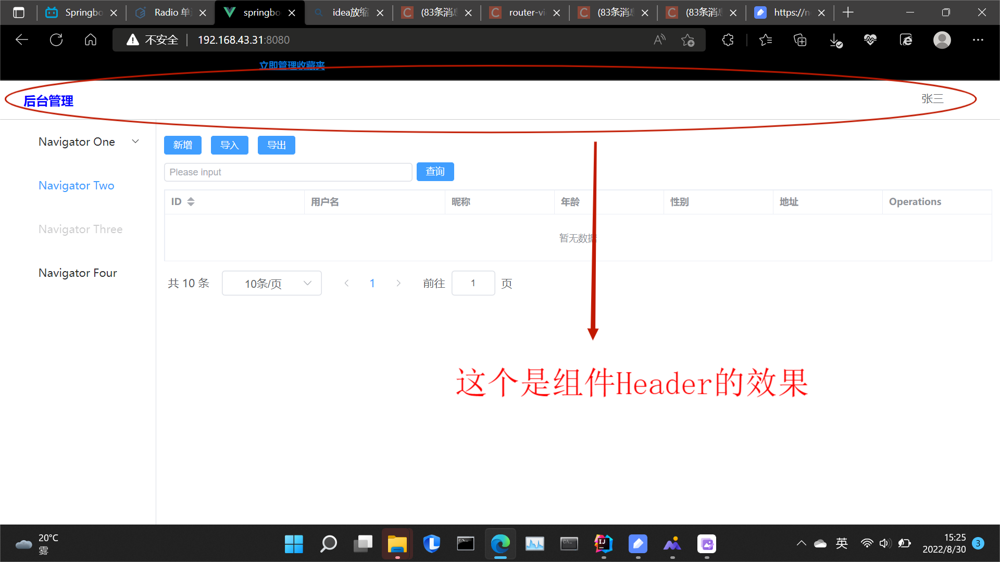 Springbo
Radio 单
springbo
idea放缩
(83条消息
router-vi
(83条消息
(83条消息
https://n
不安全
192.168.43.31:8080
立即管理收藏夹
后台管理
张三
Navigator One
Navigator Two
Navigator Three
Navigator Four
新增 导入 导出
Please input 查询
ID 用户名 昵称 年龄 性别 地址 Operations
暂无数据
共 10 条 10条/页 1 前往 1 页
这个是组件Header的效果
20°C
雾
英
15:25
2022/8/30
3